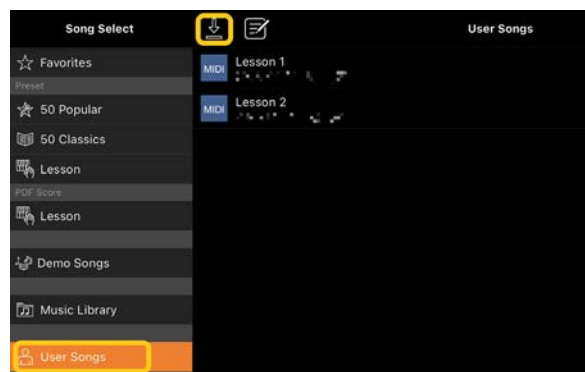 Song Select
User Songs
Favorites
Preset
50 Popular
50 Classics
Lesson
PDF Score
Lesson
Demo Songs
Music Library
User Songs
MIDI
Lesson 1
MIDI
Lesson 2